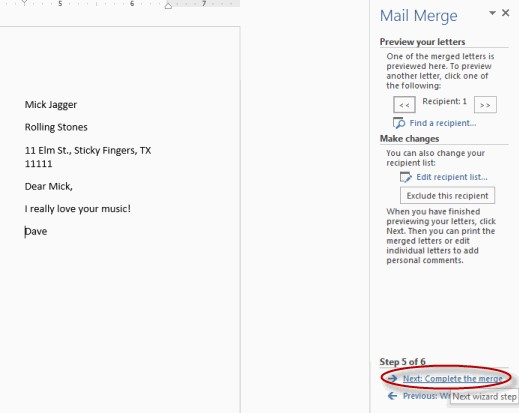 5 6 7
Mick Jagger
Rolling Stones
11 Elm St., Sticky Fingers, TX
11111
Dear Mick,
I really love your music!
Dave
Mail Merge
Preview your letters
One of the merged letters is
previewed here. To preview
another letter, click one of
the following:
<< Recipient: 1 >>
Find a recipient...
Make changes
You can also change your
recipient list:
Edit recipient list...
Exclude this recipient
When you have finished
previewing your letters, click
Next. Then you can print the
merged letters or edit
individual letters to add
personal comments.
Step 5 of 6
Next: Complete the merge
Previous: Next wizard step